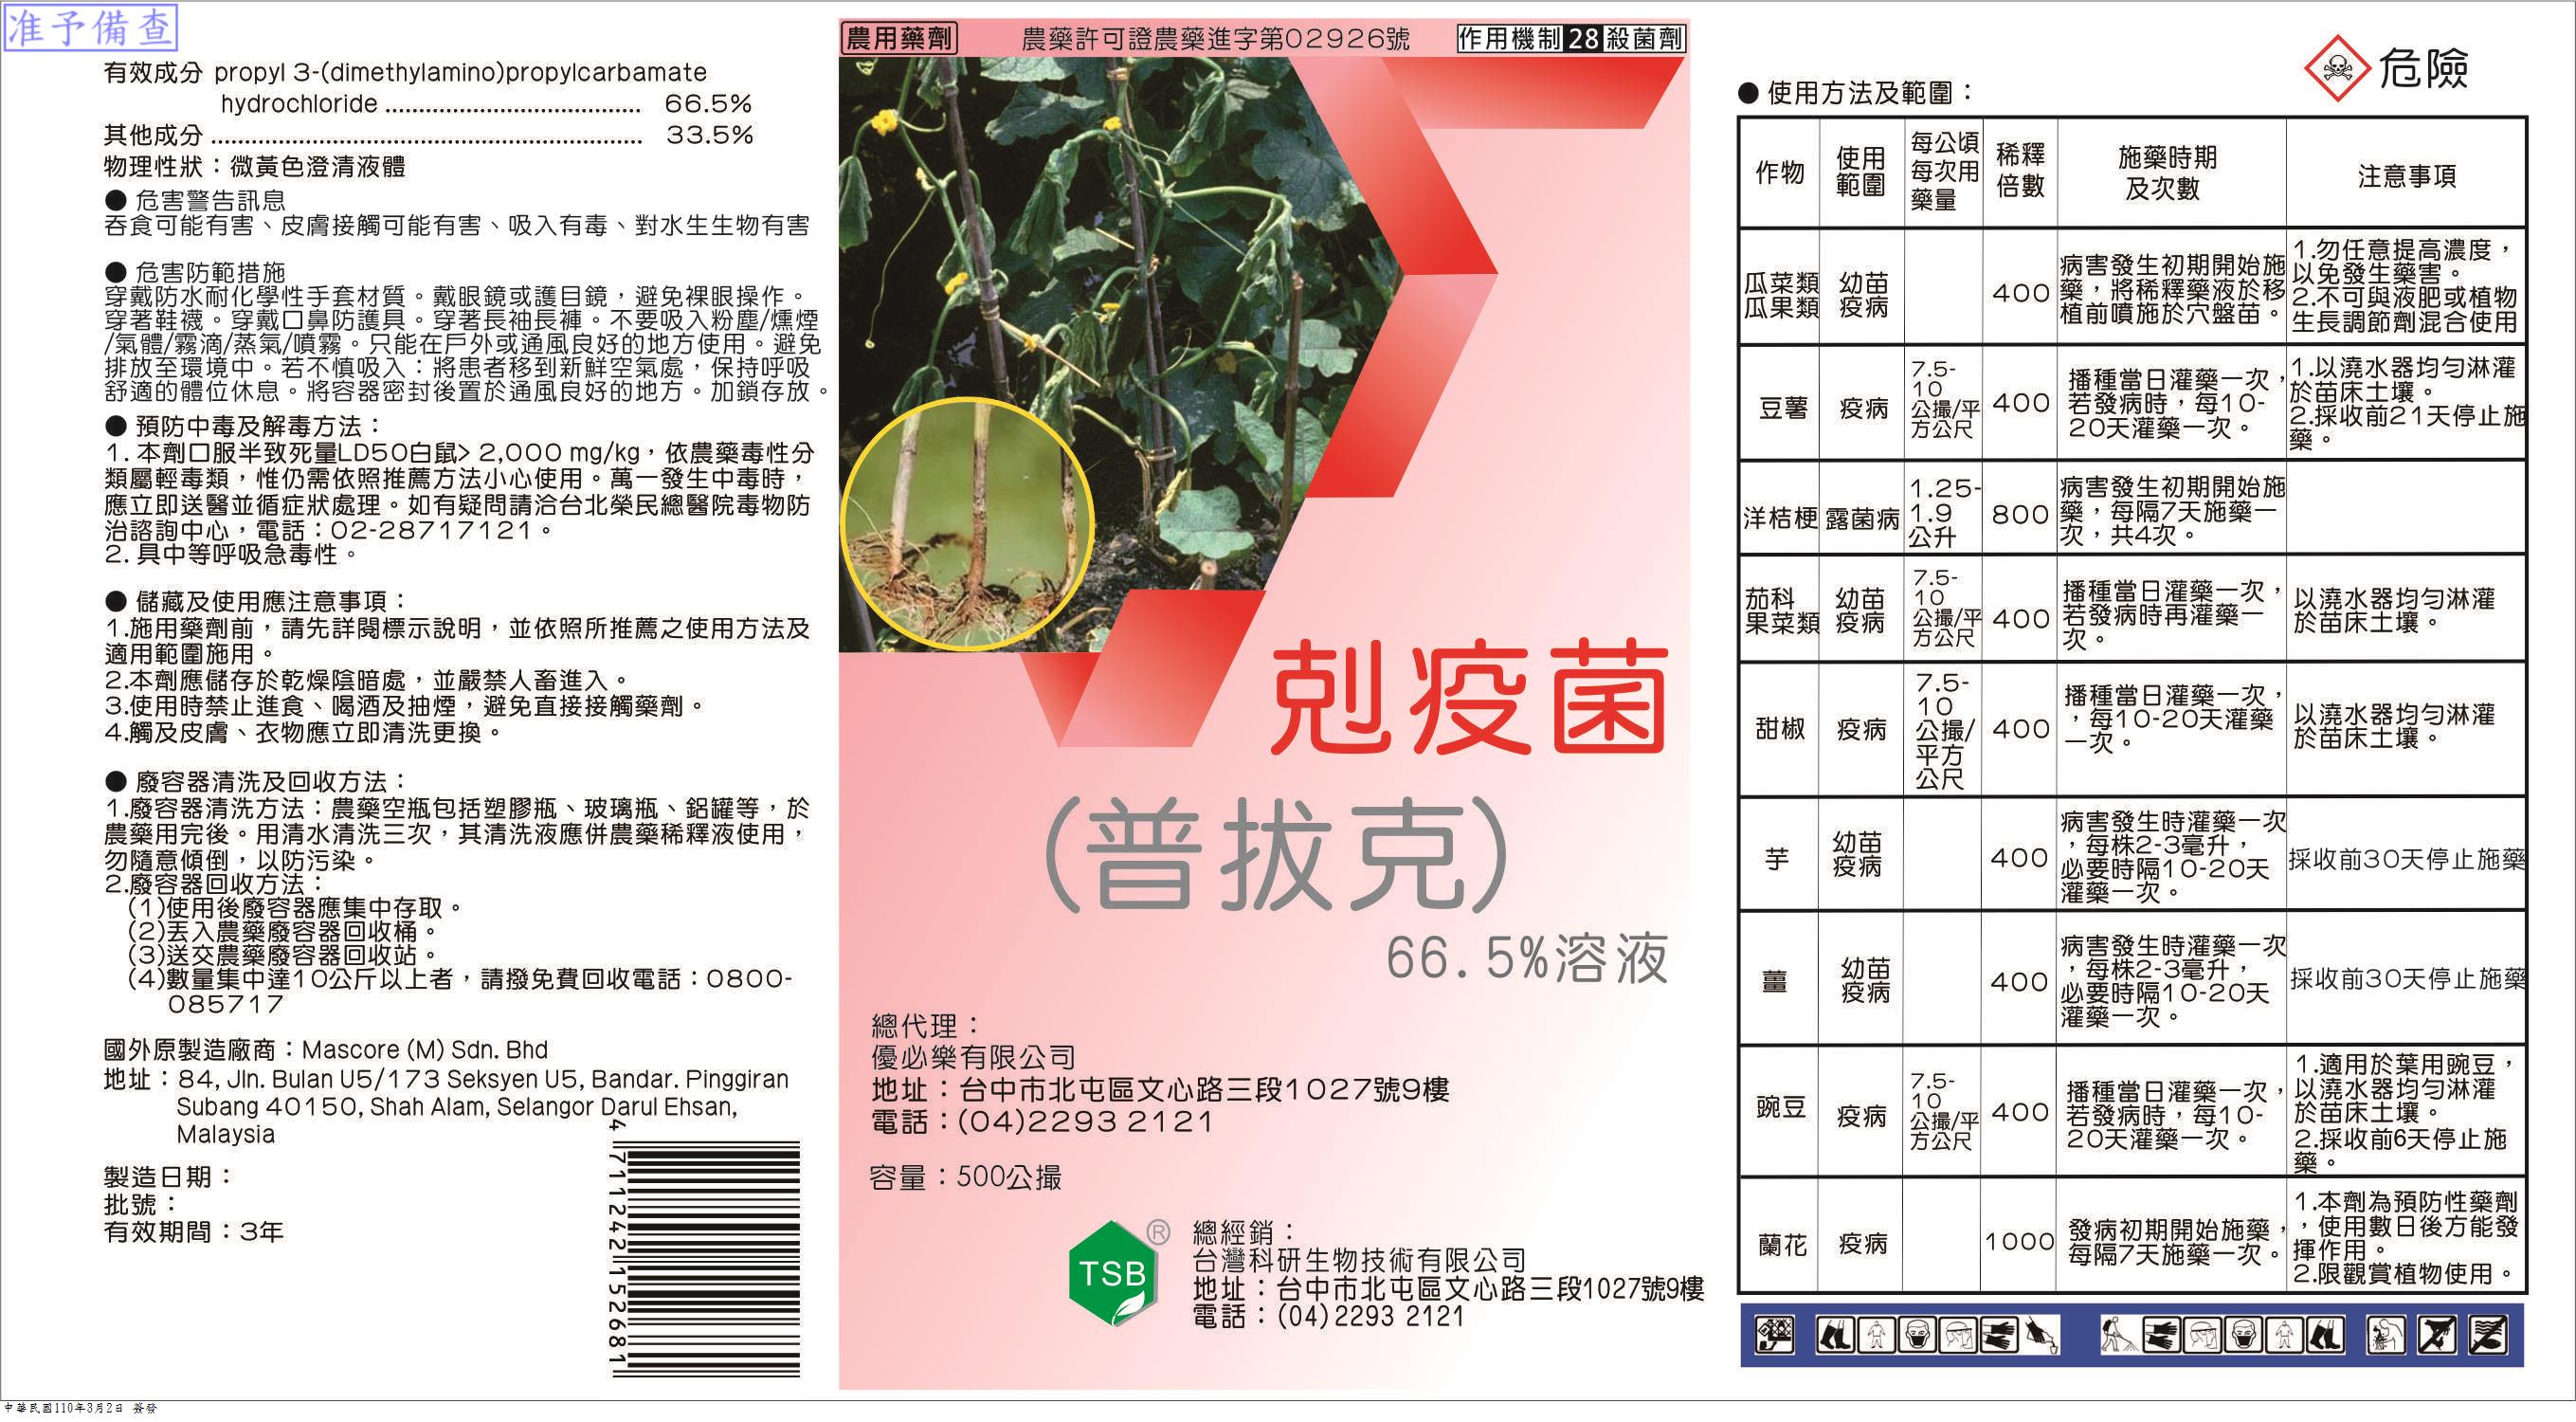 准予備查
有效成分 propyl 3-(dimethylamino)propylcarbamate
hydrochloride ...................................... 66.5%
其他成分 ................................................................ 33.5%
物理性狀：微黃色澄清液體
● 危害警告訊息
吞食可能有害、皮膚接觸可能有害、吸入有毒、對水生生物有害
● 危害防範措施
穿戴防水耐化學性手套材質。戴眼鏡或護目鏡，避免裸眼操作。
穿著鞋襪。穿戴口鼻防護具。穿著長袖長褲。不要吸入粉塵/燻煙
/氣體/霧滴/蒸氣/噴霧。只能在戶外或通風良好的地方使用。避免
排放至環境中。若不慎吸入：將患者移到新鮮空氣處，保持呼吸
舒適的體位休息。將容器密封後置於通風良好的地方。加鎖存放。
● 預防中毒及解毒方法：
1. 本劑口服半致死量LD50白鼠> 2,000 mg/kg，依農藥毒性分
類屬輕毒類，惟仍需依照推薦方法小心使用。萬一發生中毒時，
應立即送醫並循症狀處理。如有疑問請洽台北榮民總醫院毒物防
治諮詢中心，電話：02-28717121。
2. 具中等呼吸急毒性。
● 儲藏及使用應注意事項：
1.施用藥劑前，請先詳閱標示說明，並依照所推薦之使用方法及
適用範圍施用。
2.本劑應儲存於乾燥陰暗處，並嚴禁人畜進入。
3.使用時禁止進食、喝酒及抽煙，避免直接接觸藥劑。
4.觸及皮膚、衣物應立即清洗更換。
● 廢容器清洗及回收方法：
1.廢容器清洗方法：農藥空瓶包括塑膠瓶、玻璃瓶、鋁罐等，於
農藥用完後。用清水清洗三次，其清洗液應併農藥稀釋液使用，
勿隨意傾倒，以防污染。
2.廢容器回收方法：
(1)使用後廢容器應集中存取。
(2)丟入農藥廢容器回收桶。
(3)送交農藥廢容器回收站。
(4)數量集中達10公斤以上者，請撥免費回收電話：0800-
085717
國外原製造廠商：Mascore (M) Sdn. Bhd
地址：84, Jln. Bulan U5/173 Seksyen U5, Bandar. Pinggiran
Subang 40150, Shah Alam, Selangor Darul Ehsan,
Malaysia
製造日期：
批號：
有效期間：3年
4 711242 152681
農用藥劑
農藥許可證農藥進字第02926號
作用機制28殺菌劑
剋疫菌
(普拔克)
66.5%溶液
總代理：
優必樂有限公司
地址：台中市北屯區文心路三段1027號9樓
電話：(04)2293 2121
容量：500公撮
TSB
®
總經銷：
台灣科研生物技術有限公司
地址：台中市北屯區文心路三段1027號9樓
電話：(04)2293 2121
危險
● 使用方法及範圍：
作物 使用範圍 每公頃每次用藥量 稀釋倍數 施藥時期及次數 注意事項
瓜菜類瓜果類 幼苗疫病 400 病害發生初期開始施藥，將稀釋藥液於移植前噴施於穴盤苗。 1.勿任意提高濃度，以免發生藥害。2.不可與液肥或植物生長調節劑混合使用
豆薯 疫病 7.5-10公撮/平方公尺 400 播種當日灌藥一次，若發病時，每10-20天灌藥一次。 1.以澆水器均勻淋灌於苗床土壤。2.採收前21天停止施藥。
洋桔梗 露菌病 1.25-1.9公升 800 病害發生初期開始施藥，每隔7天施藥一次，共4次。
茄科果菜類 幼苗疫病 7.5-10公撮/平方公尺 400 播種當日灌藥一次，若發病時再灌藥一次。 以澆水器均勻淋灌於苗床土壤。
甜椒 疫病 7.5-10公撮/平方公尺 400 播種當日灌藥一次，，每10-20天灌藥一次。 以澆水器均勻淋灌於苗床土壤。
芋 幼苗疫病 400 病害發生時灌藥一次，每株2-3毫升，必要時隔10-20天灌藥一次。 採收前30天停止施藥
薑 幼苗疫病 400 病害發生時灌藥一次，每株2-3毫升，必要時隔10-20天灌藥一次。 採收前30天停止施藥
豌豆 疫病 7.5-10公撮/平方公尺 400 播種當日灌藥一次，若發病時，每10-20天灌藥一次。 1.適用於葉用豌豆，以澆水器均勻淋灌於苗床土壤。2.採收前6天停止施藥。
蘭花 疫病 1000 發病初期開始施藥，每隔7天施藥一次。 1.本劑為預防性藥劑，使用數日後方能發揮作用。2.限觀賞植物使用。
中華民國110年3月2日 簽發